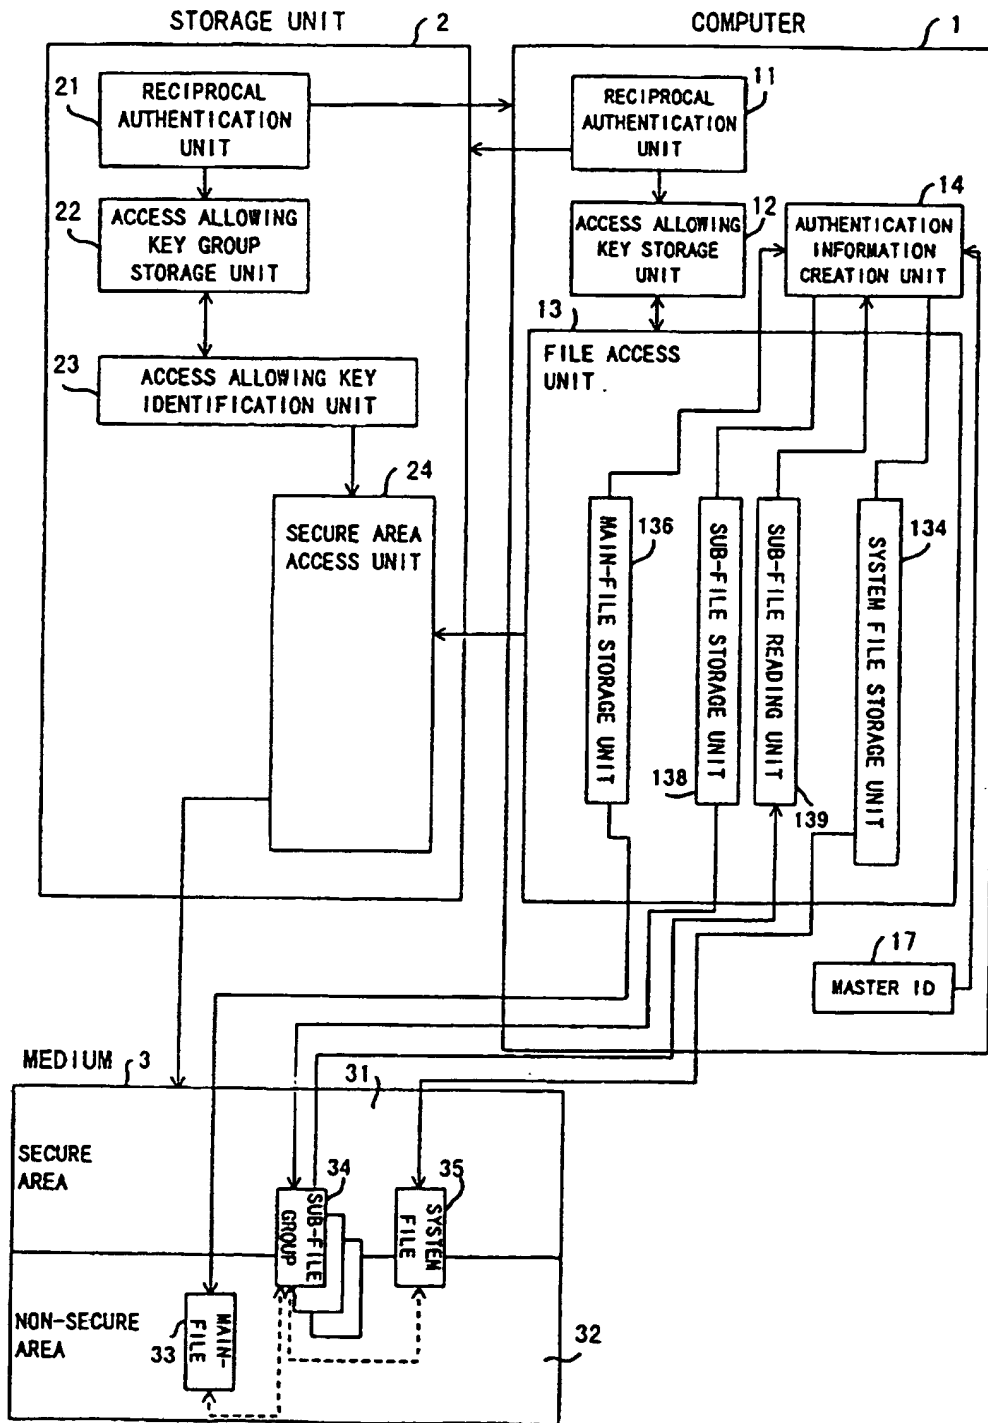 STORAGE UNIT
2
COMPUTER
1
21
RECIPROCAL
AUTHENTICATION
UNIT
11
RECIPROCAL
AUTHENTICATION
UNIT
22
ACCESS ALLOWING
KEY GROUP
STORAGE UNIT
12
ACCESS ALLOWING
KEY STORAGE
UNIT
14
AUTHENTICATION
INFORMATION
CREATION UNIT
23
ACCESS ALLOWING KEY
IDENTIFICATION UNIT
13
FILE ACCESS
UNIT
24
SECURE AREA
ACCESS UNIT
136
MAIN-FILE STORAGE UNIT
138
SUB-FILE STORAGE UNIT
139
SUB-FILE READING UNIT
134
SYSTEM FILE STORAGE UNIT
17
MASTER ID
MEDIUM
3
31
SECURE
AREA
34
SUB-FILE
GROUP
35
SYSTEM
FILE
NON-SECURE
AREA
33
MAIN-
FILE
32